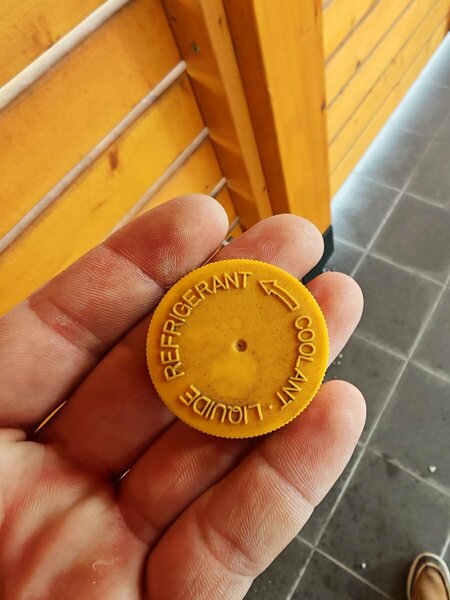 COOLANT · LIQUIDE REFRIGERANT